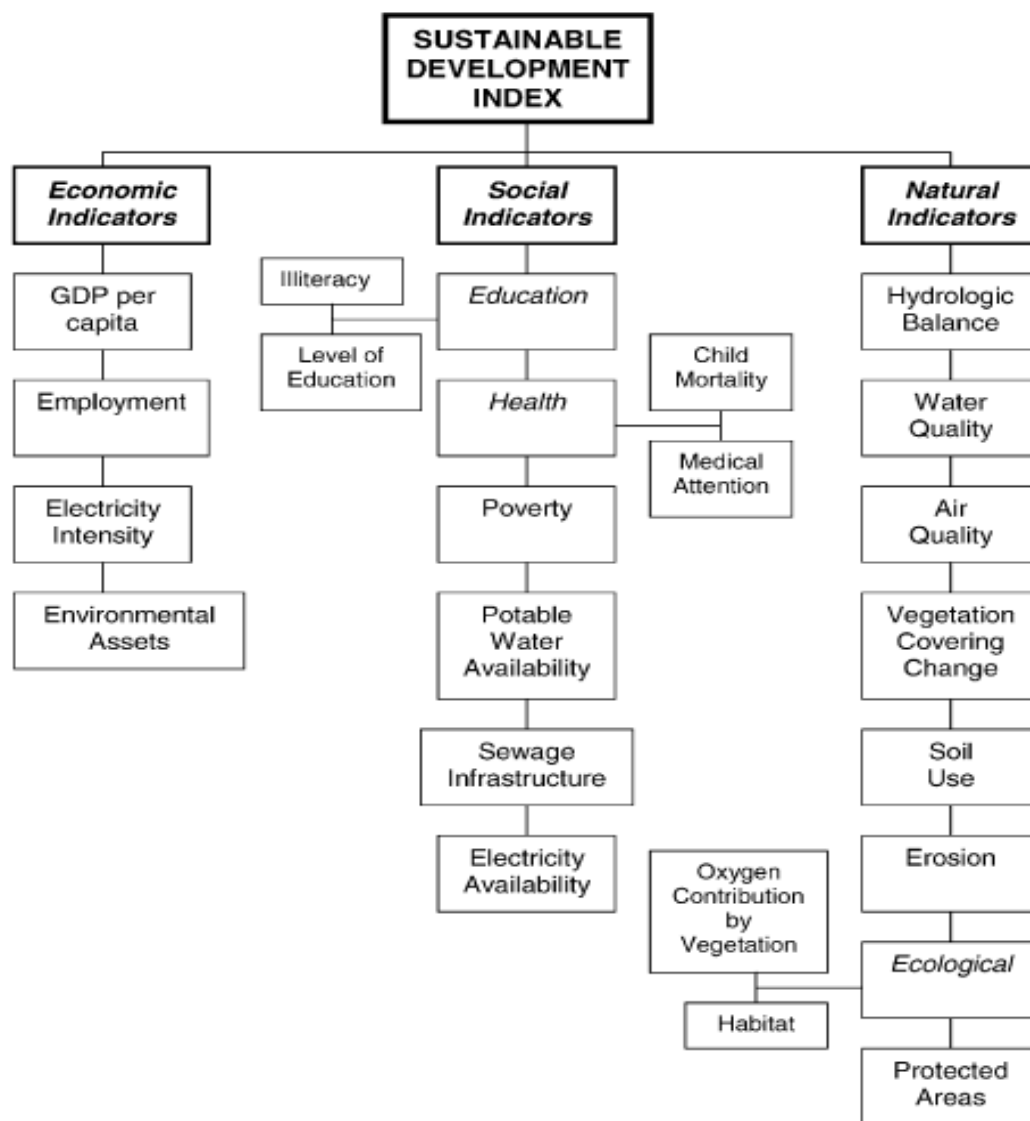 SUSTAINABLE
DEVELOPMENT
INDEX
Economic
Indicators
GDP per
capita
Employment
Electricity
Intensity
Environmental
Assets
Social
Indicators
Education
Illiteracy
Level of
Education
Health
Child
Mortality
Medical
Attention
Poverty
Potable
Water
Availability
Sewage
Infrastructure
Electricity
Availability
Natural
Indicators
Hydrologic
Balance
Water
Quality
Air
Quality
Vegetation
Covering
Change
Soil
Use
Erosion
Ecological
Oxygen
Contribution
by
Vegetation
Habitat
Protected
Areas